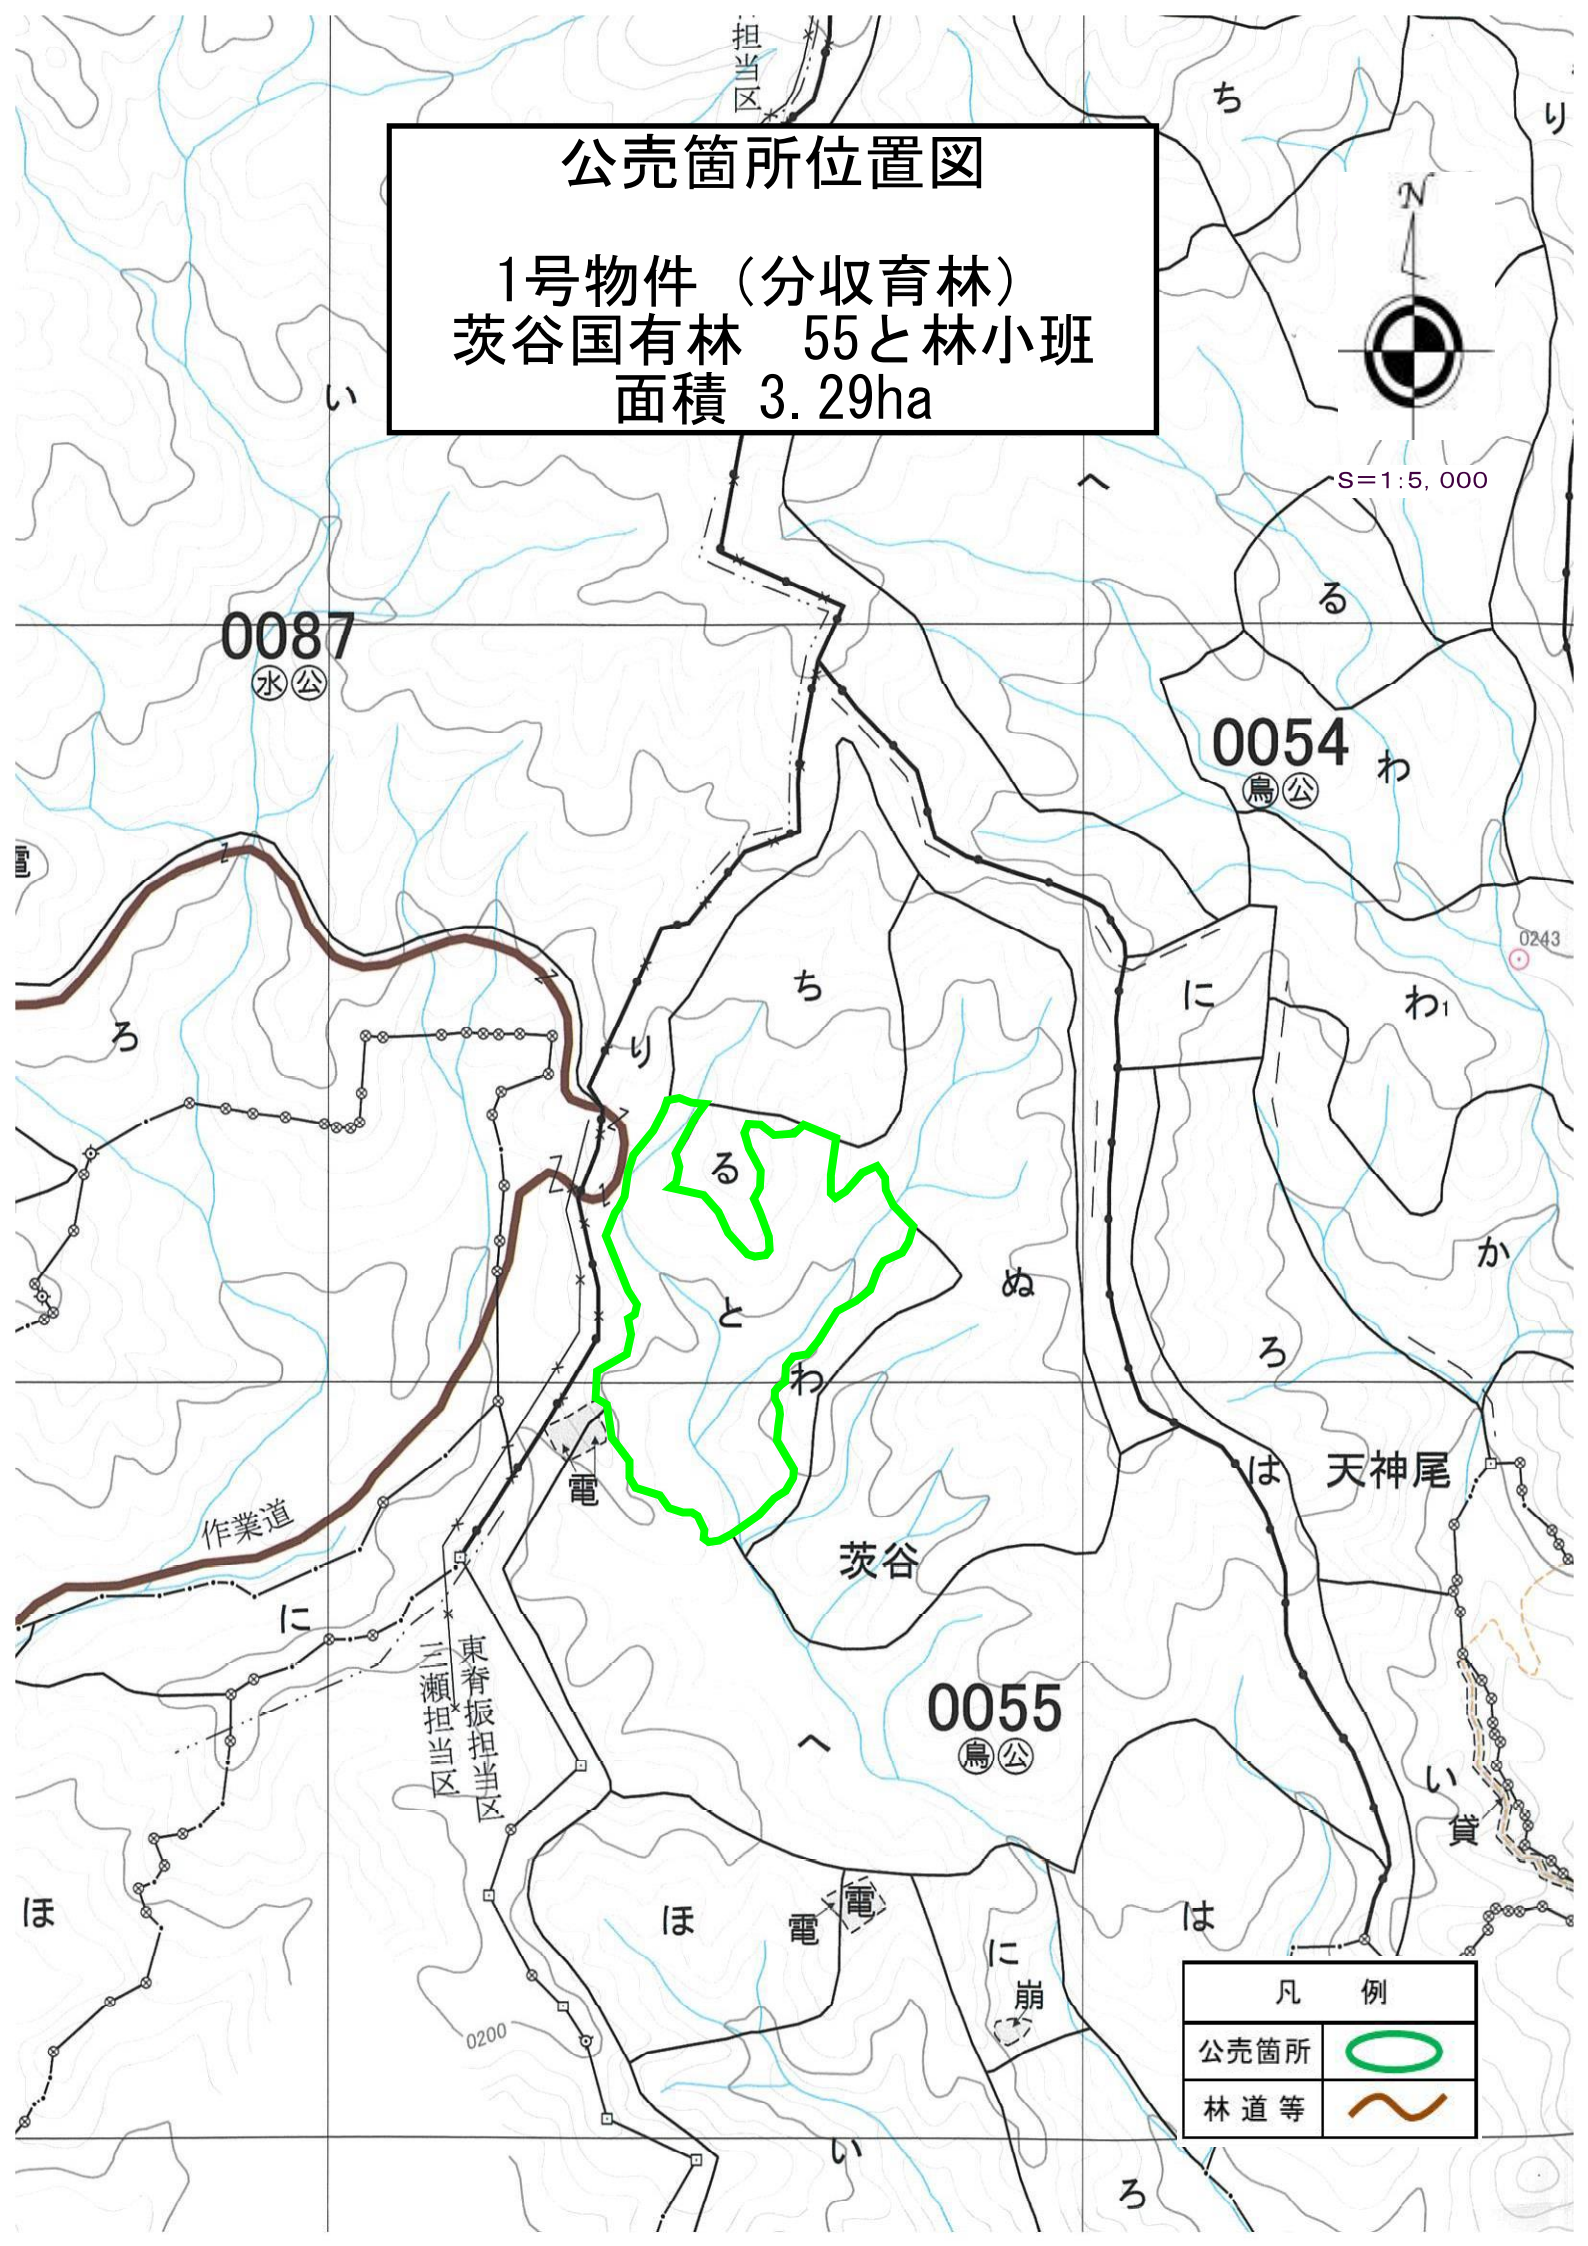 担当区
ち
り
公売箇所位置図
1号物件（分収育林）
茨谷国有林　55と林小班
面積 3.29ha
N
S=1:5,000
い
へ
る
0087
水公
0054
鳥公
わ
電
0243
ち
に
わ1
ろ
り
る
か
と
ぬ
ろ
わ
電
は
天神尾
作業道
茨谷
に
東脊振担当区
三瀬担当区
0055
鳥公
へ
い
貸
ほ
ほ
電
電
は
に
崩
0200
凡　例
公売箇所
林道等
い
ろ